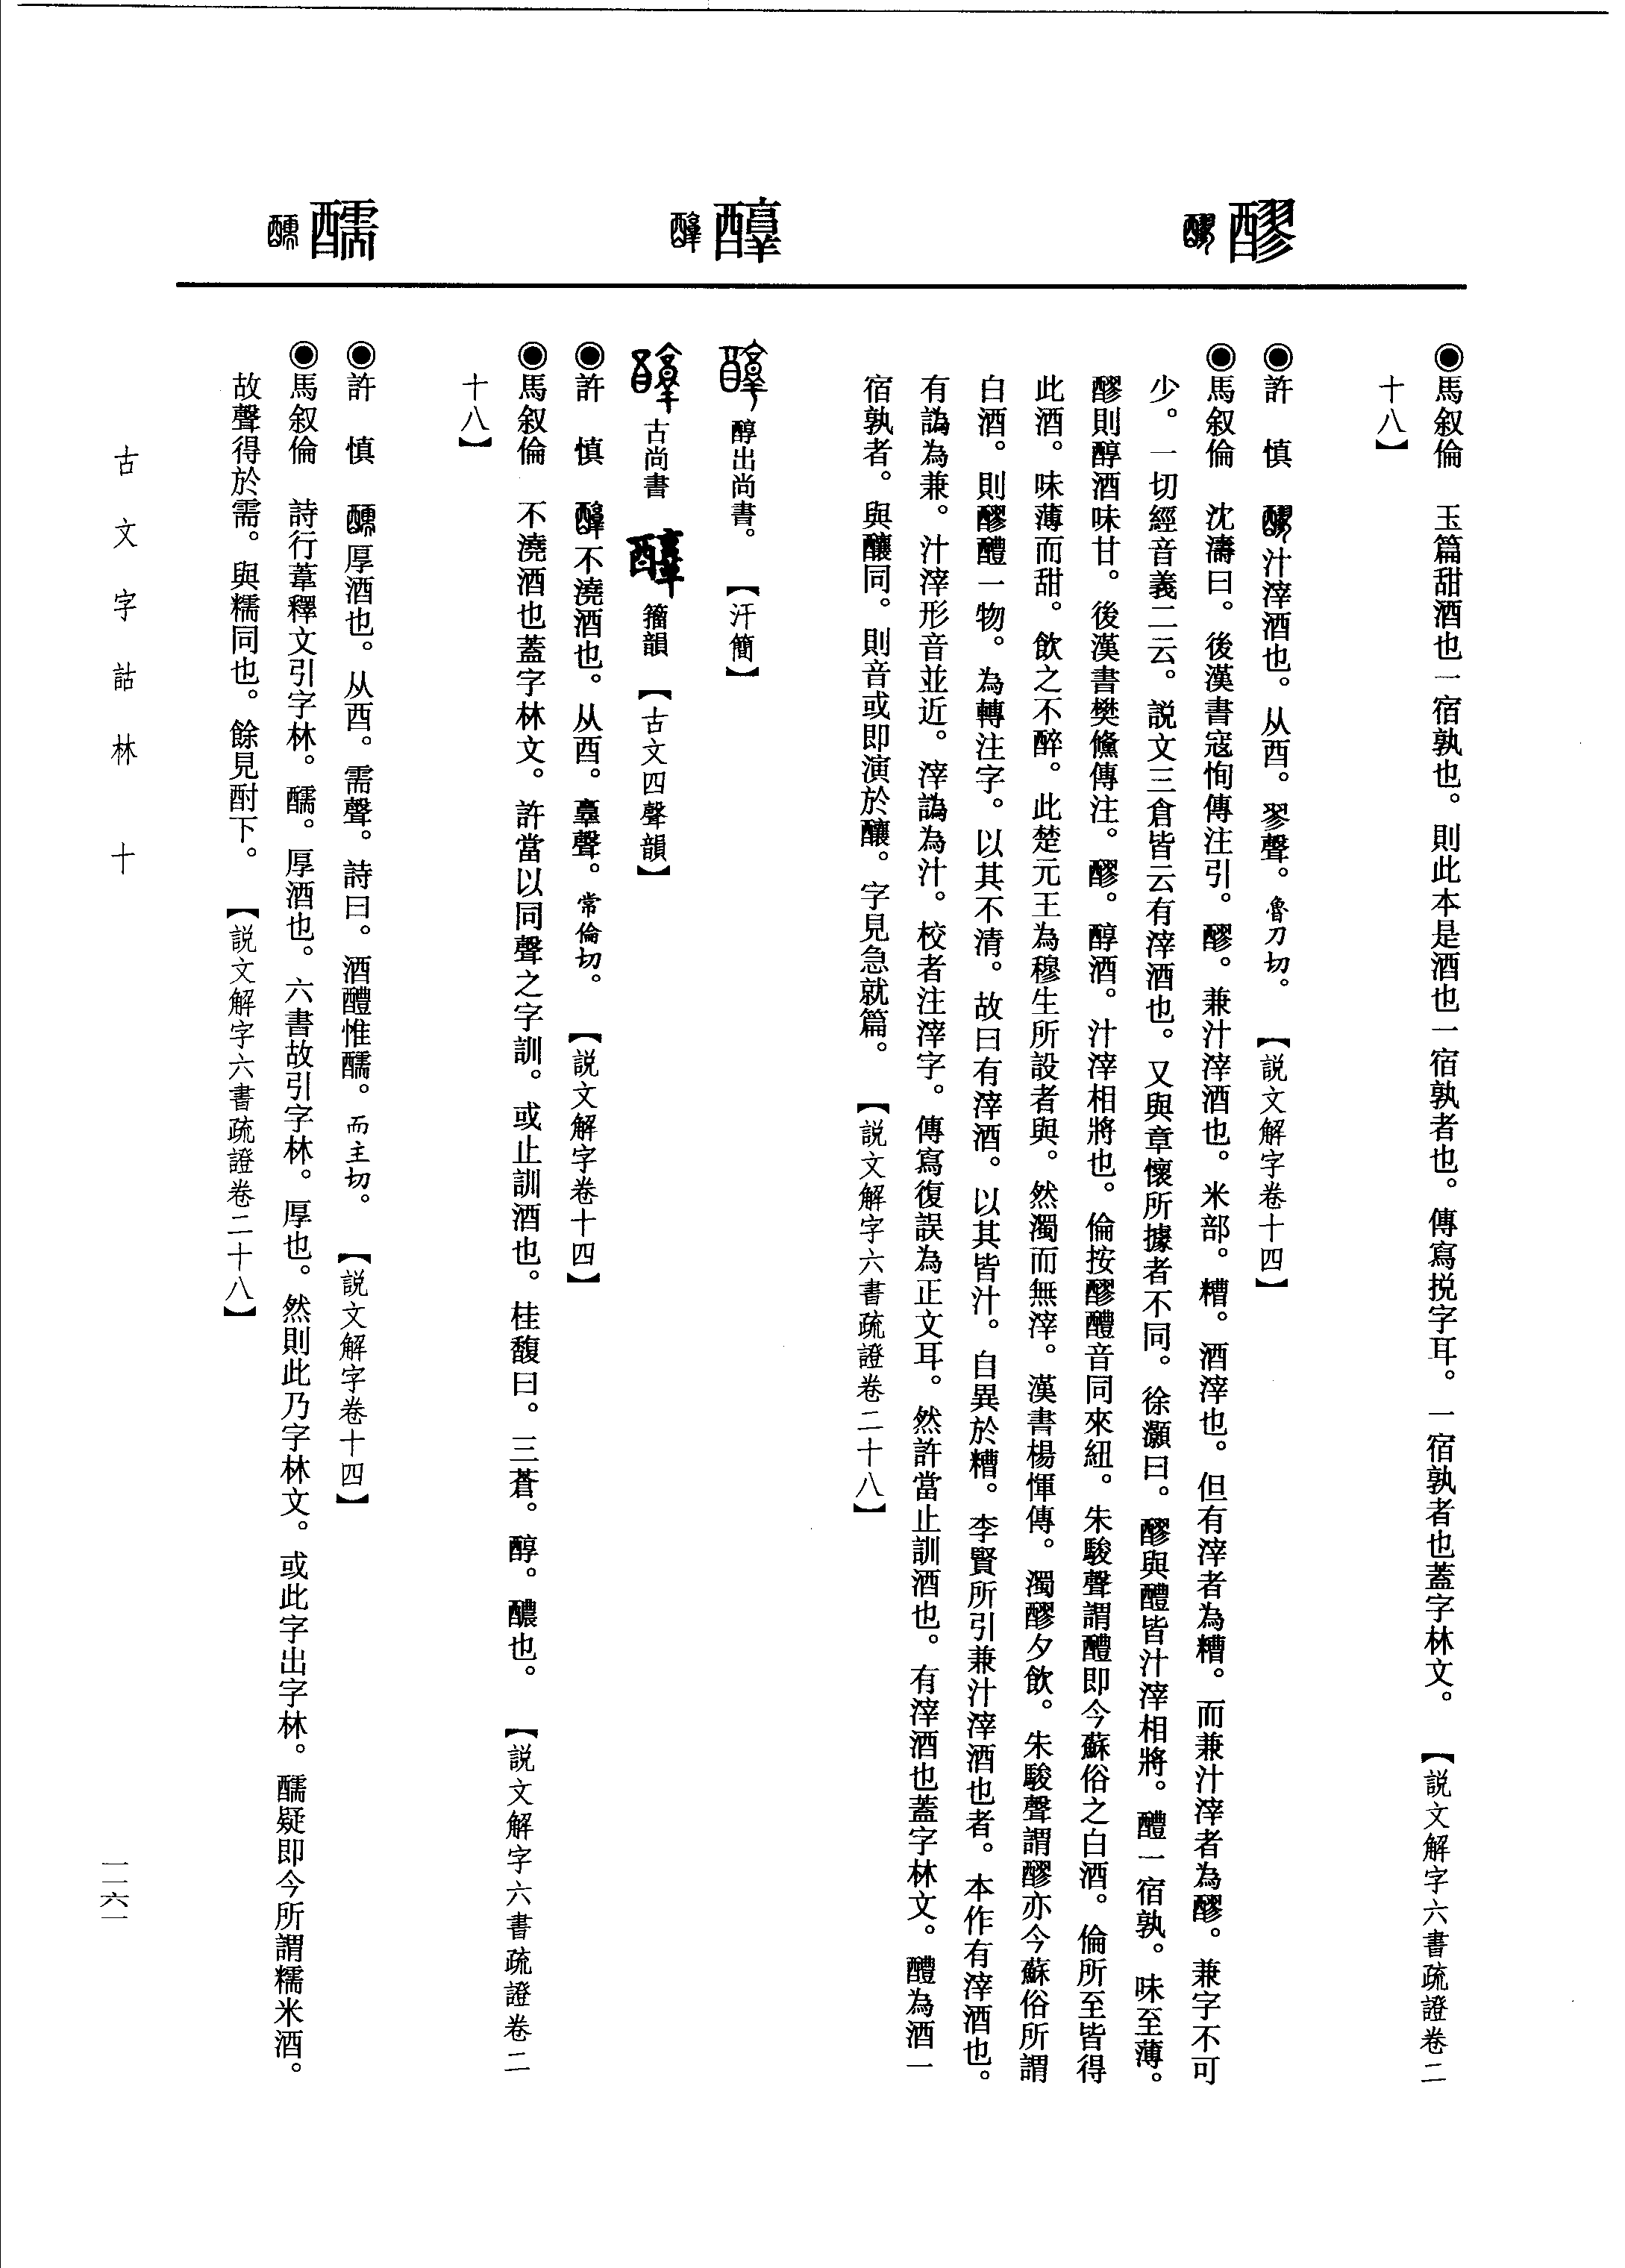 醪
𨣈
醹
◉馬叙倫　玉篇甜酒也一宿孰也。則此本是酒也一宿孰者也。傳寫捝字耳。一宿孰者也蓋字林文。　【説文解字六書疏證卷二
十八】
◉許　慎　醪汁滓酒也。从酉。翏聲。魯刀切。　【説文解字卷十四】
◉馬叙倫　沈濤曰。後漢書寇恂傳注引。醪。兼汁滓酒也。米部。糟。酒滓也。但有滓者為糟。而兼汁滓者為醪。兼字不可
少。一切經音義二云。説文三倉皆云有滓酒也。又與章懷所據者不同。徐灝曰。醪與醴皆汁滓相將。醴一宿孰。味至薄。
醪則醇酒味甘。後漢書樊儵傳注。醪。醇酒。汁滓相將也。倫按醪醴音同來紐。朱駿聲謂醴即今蘇俗之白酒。倫所至皆得
此酒。味薄而甜。飲之不醉。此楚元王為穆生所設者與。然濁而無滓。漢書楊惲傳。濁醪夕飲。朱駿聲謂醪亦今蘇俗所謂
白酒。則醪醴一物。為轉注字。以其不清。故曰有滓酒。以其皆汁。自異於糟。李賢所引兼汁滓酒也者。本作有滓酒也。
有譌為兼。汁滓形音並近。滓譌為汁。校者注滓字。傳寫復誤為正文耳。然許當止訓酒也。有滓酒也蓋字林文。醴為酒一
宿孰者。與釀同。則音或即演於釀。字見急就篇。　【説文解字六書疏證卷二十八】
醇出尚書。　【汗簡】
古尚書　籀韻　【古文四聲韻】
◉許　慎　𨣈不澆酒也。从酉。𦎫聲。常倫切。　【説文解字卷十四】
◉馬叙倫　不澆酒也蓋字林文。許當以同聲之字訓。或止訓酒也。桂馥曰。三蒼。醇。醲也。　【説文解字六書疏證卷二
十八】
◉許　慎　醹厚酒也。从酉。需聲。詩曰。酒醴惟醹。而主切。　【説文解字卷十四】
◉馬叙倫　詩行葦釋文引字林。醹。厚酒也。六書故引字林。厚也。然則此乃字林文。或此字出字林。醹疑即今所謂糯米酒。
故聲得於需。與糯同也。餘見酎下。　【説文解字六書疏證卷二十八】
古文字詁林　十
一一六一